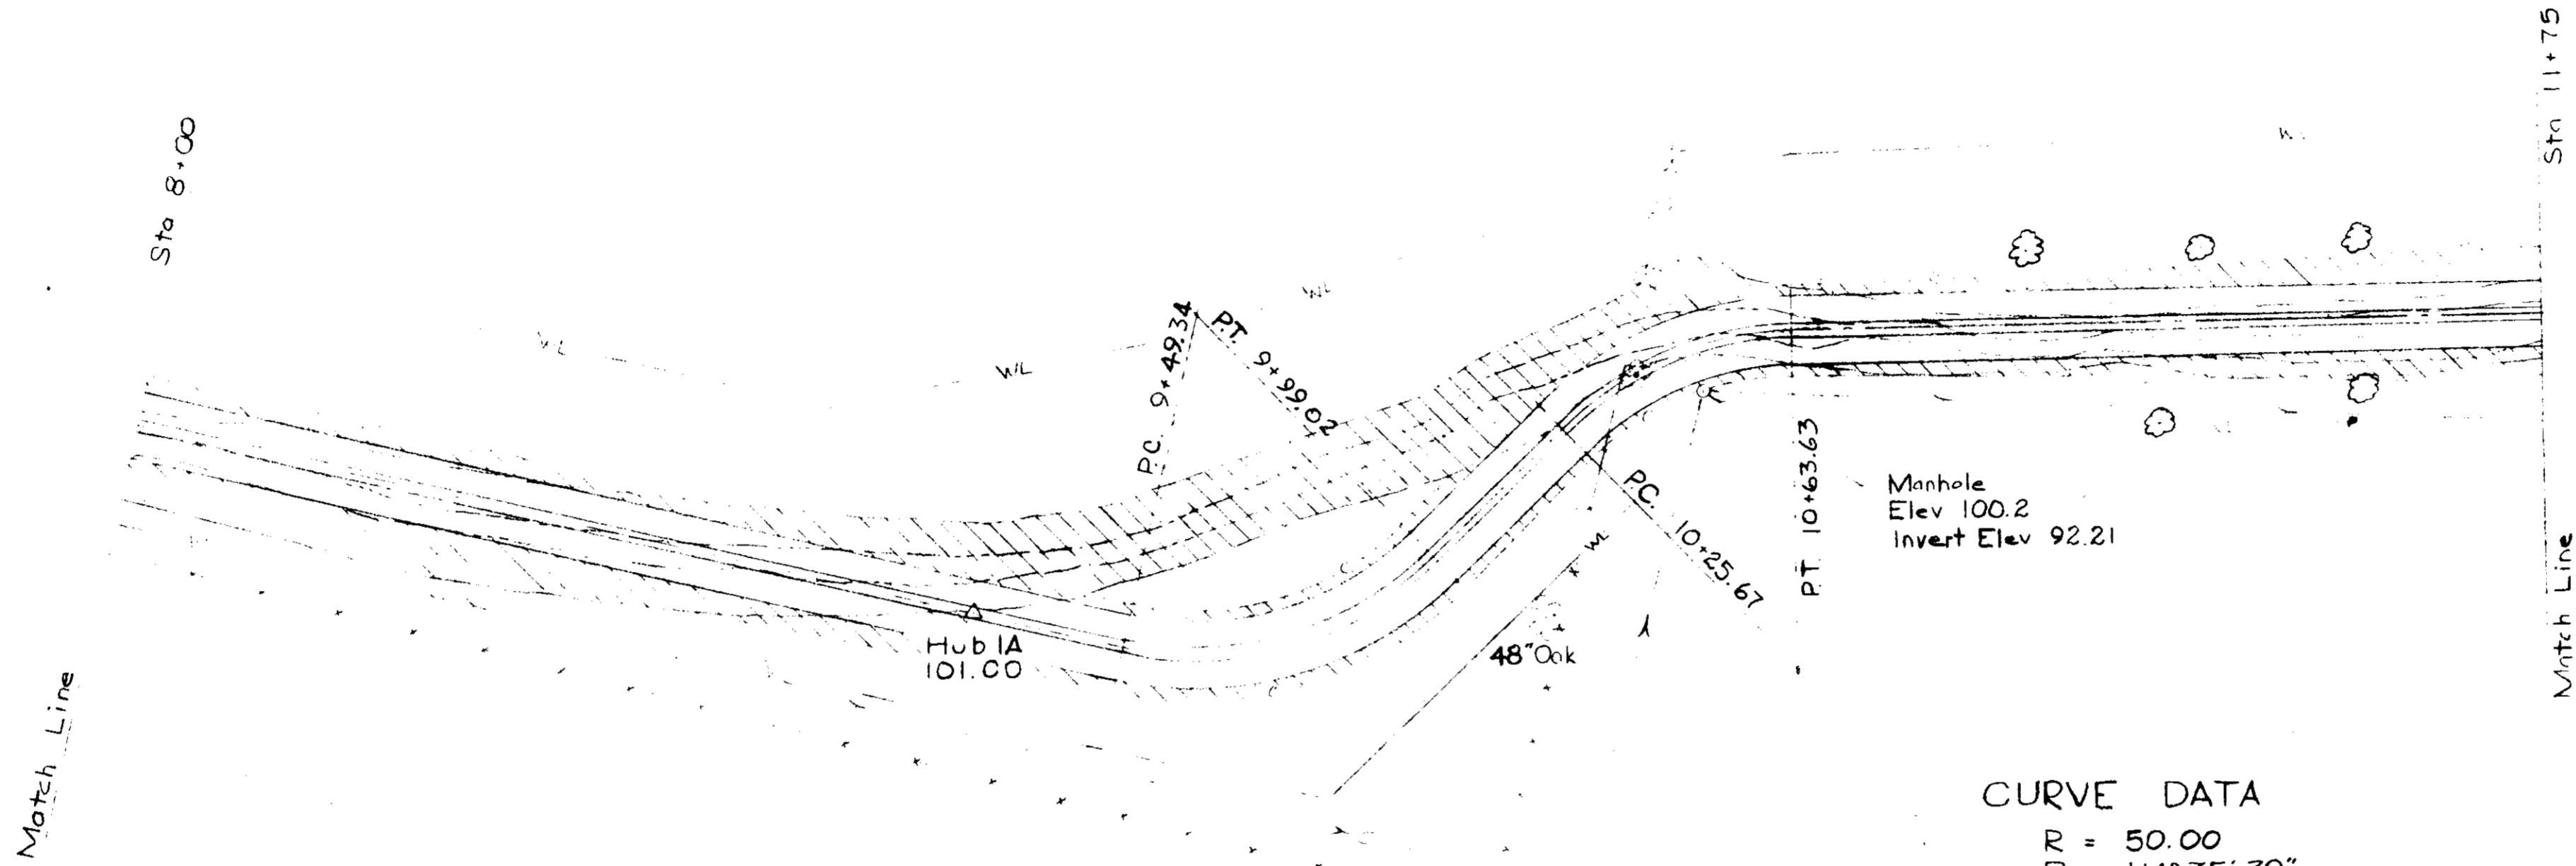 Sta 8+00
Match Line
WL
WL
WL
P.C. 9+49.34
P.T. 9+99.02
Hub 1A
101.00
48"Oak
WL
P.C. 10+25.67
P.T. 10+63.63
Manhole
Elev 100.2
Invert Elev 92.21
Sta 11+75
Match Line
CURVE DATA
R = 50.00